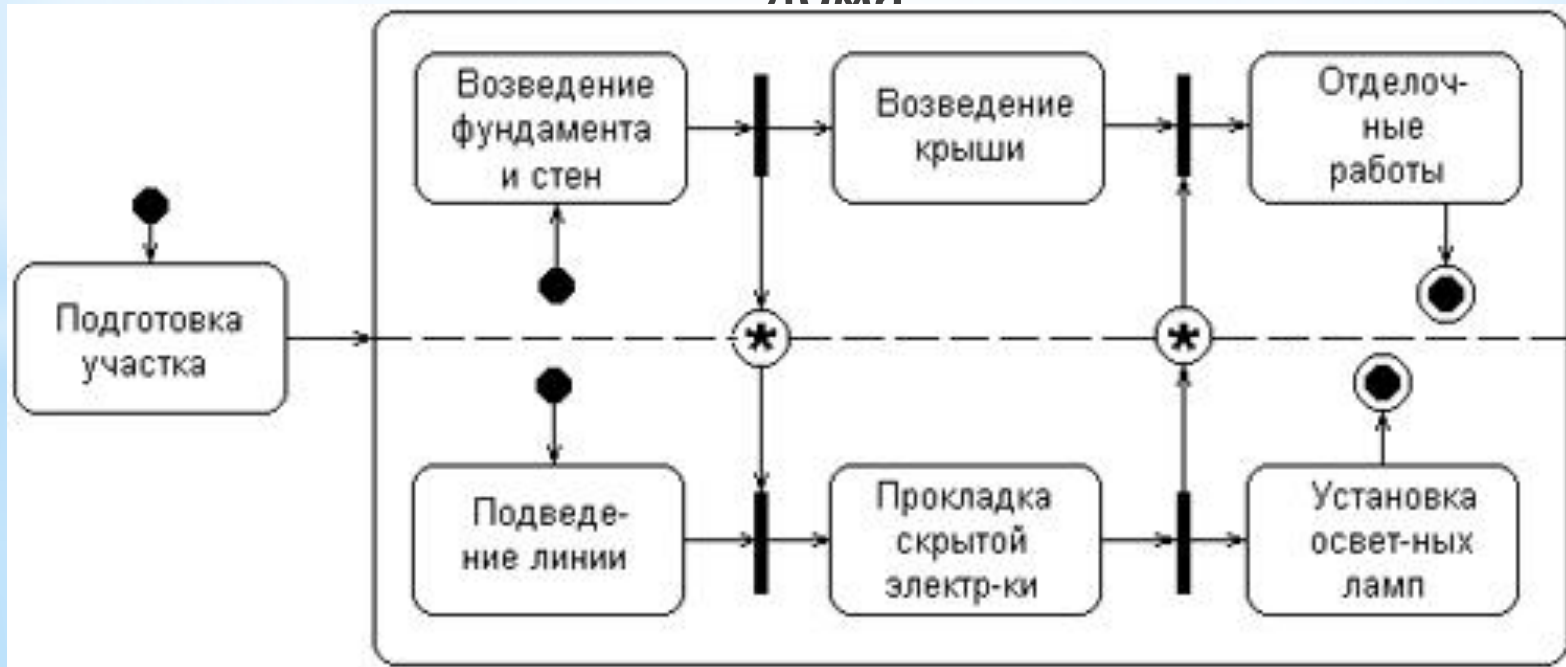 Возведение
фундамента
и стен
Возведение
крыши
Отделоч-
ные
работы
Подготовка
участка
*
*
Подведе-
ние линии
Прокладка
скрытой
электр-ки
Установка
освет-ных
ламп